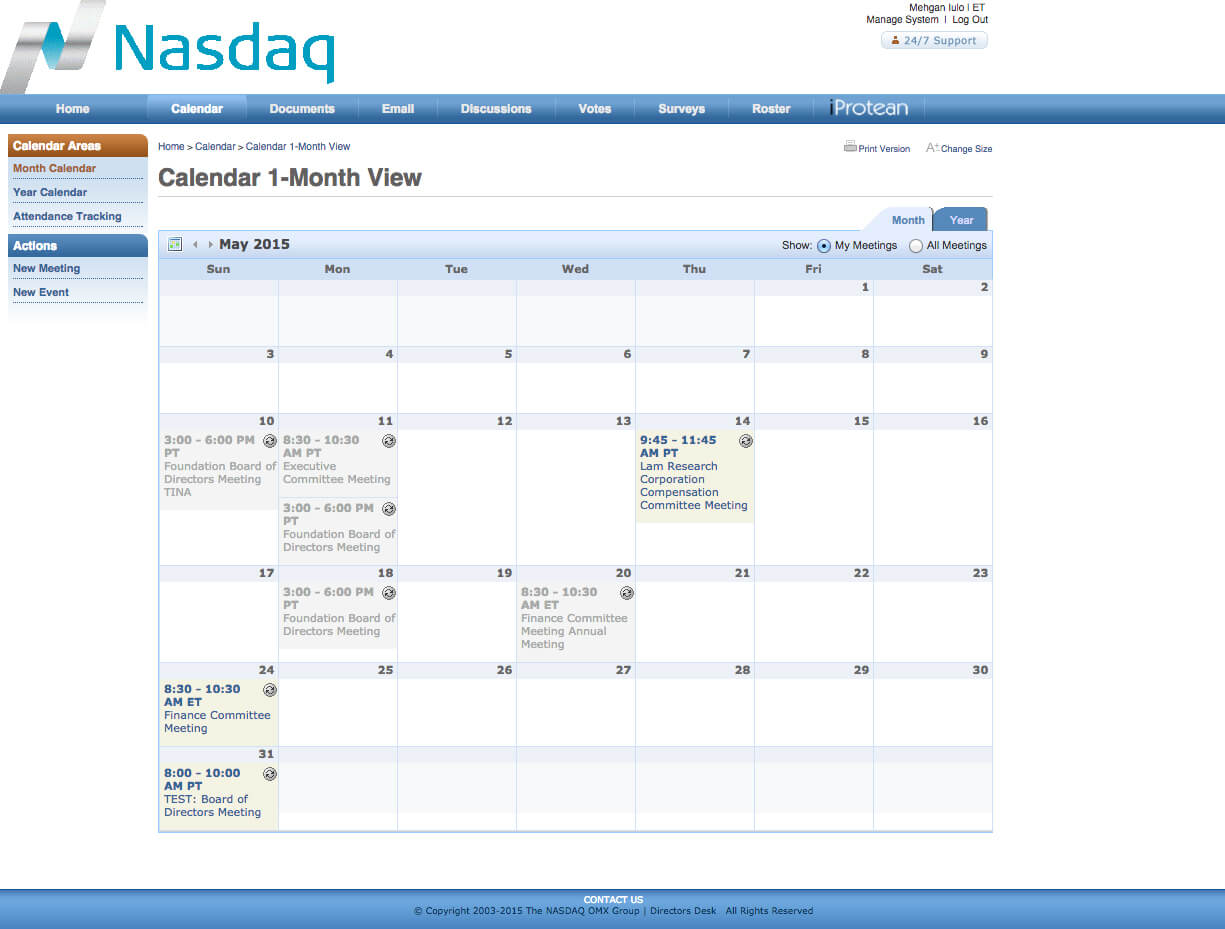 Nasdaq
Mehgan Iulo | ET
Manage System | Log Out
24/7 Support
Home Calendar Documents Email Discussions Votes Surveys Roster iProtean
Calendar Areas
Month Calendar
Year Calendar
Attendance Tracking
Actions
New Meeting
New Event
Home > Calendar > Calendar 1-Month View
Print Version A+ Change Size
Calendar 1-Month View
Month Year
May 2015
Show: My Meetings All Meetings
Sun Mon Tue Wed Thu Fri Sat
1 2
3 4 5 6 7 8 9
10 11 12 13 14 15 16
3:00 - 6:00 PM
PT
Foundation Board of
Directors Meeting
TINA
8:30 - 10:30
AM PT
Executive
Committee Meeting
3:00 - 6:00 PM
PT
Foundation Board of
Directors Meeting
9:45 - 11:45
AM PT
Lam Research
Corporation
Compensation
Committee Meeting
17 18 19 20 21 22 23
3:00 - 6:00 PM
PT
Foundation Board of
Directors Meeting
8:30 - 10:30
AM ET
Finance Committee
Meeting Annual
Meeting
24 25 26 27 28 29 30
8:30 - 10:30
AM ET
Finance Committee
Meeting
31
8:00 - 10:00
AM PT
TEST: Board of
Directors Meeting
CONTACT US
© Copyright 2003-2015 The NASDAQ OMX Group | Directors Desk All Rights Reserved